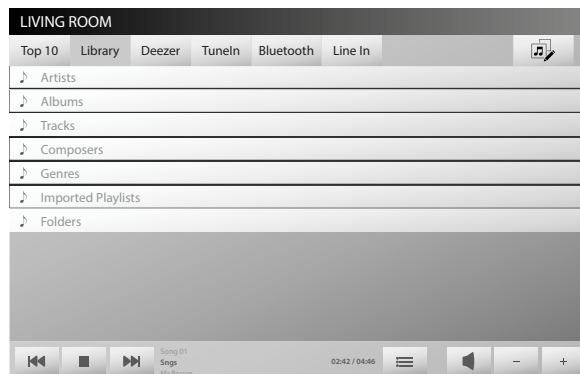 LIVING ROOM
Top 10 Library Deezer TuneIn Bluetooth Line In
Artists
Albums
Tracks
Composers
Genres
Imported Playlists
Folders
Song 01
Sngs
02:42 / 04:46
− +